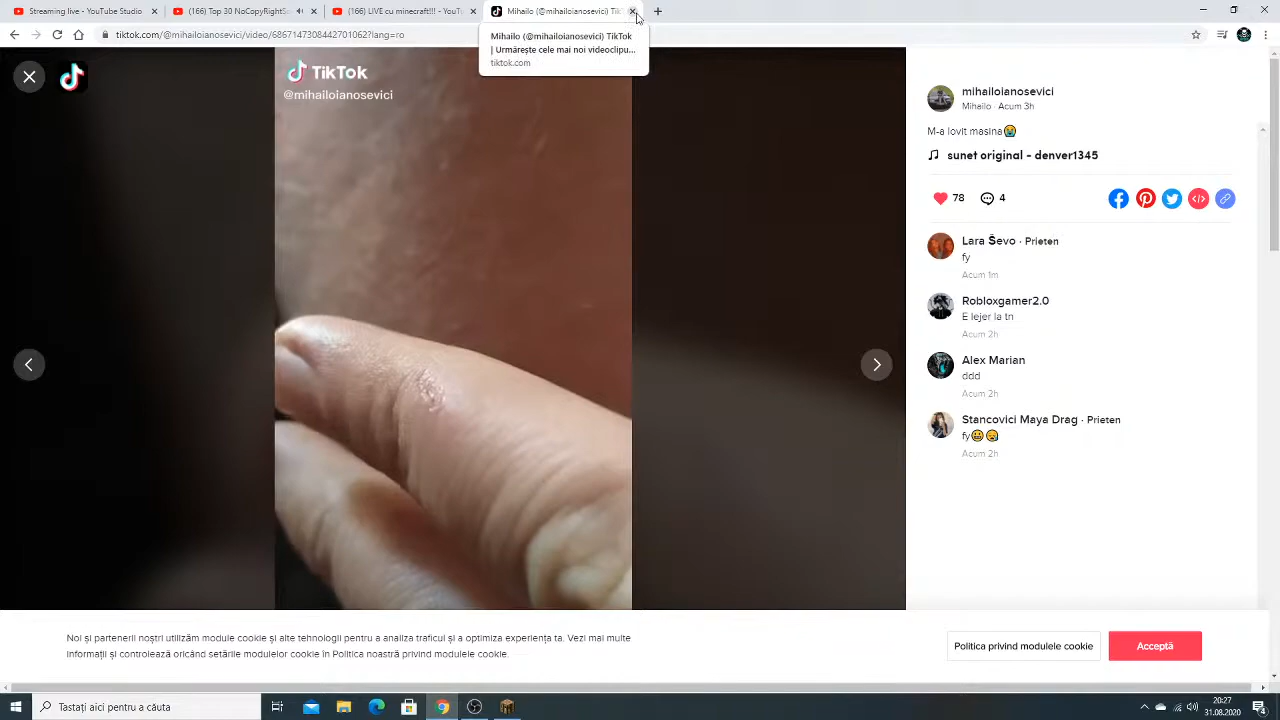 Streaming live - YouTube Studio
(166) Top 30 NoCopyRightS
(166) LIVE cu minecraft!!! - YouTu
Mihailo (@mihailoianosevici) Tik
tiktok.com/@mihailoianosevici/video/6867147308442701062?lang=ro
Mihailo (@mihailoianosevici) TikTok
| Urmărește cele mai noi videoclipu...
tiktok.com
TikTok
@mihailoianosevici
mihailoianosevici
Mihailo · Acum 3h
M-a lovit masina😭
sunet original - denver1345
78
4
Lara Ševo · Prieten
fy
Acum 1m
Robloxgamer2.0
E lejer la tn
Acum 2h
Alex Marian
ddd
Acum 2h
Stancovici Maya Drag · Prieten
fy
Acum 2h
Noi și partenerii noștri utilizăm module cookie și alte tehnologii pentru a analiza traficul și a optimiza experiența ta. Vezi mai multe
informații și controlează oricând setările modulelor cookie în Politica noastră privind modulele cookie.
Politica privind modulele cookie
Acceptă
Tastați aici pentru a căuta
20:27
31.08.2020
4